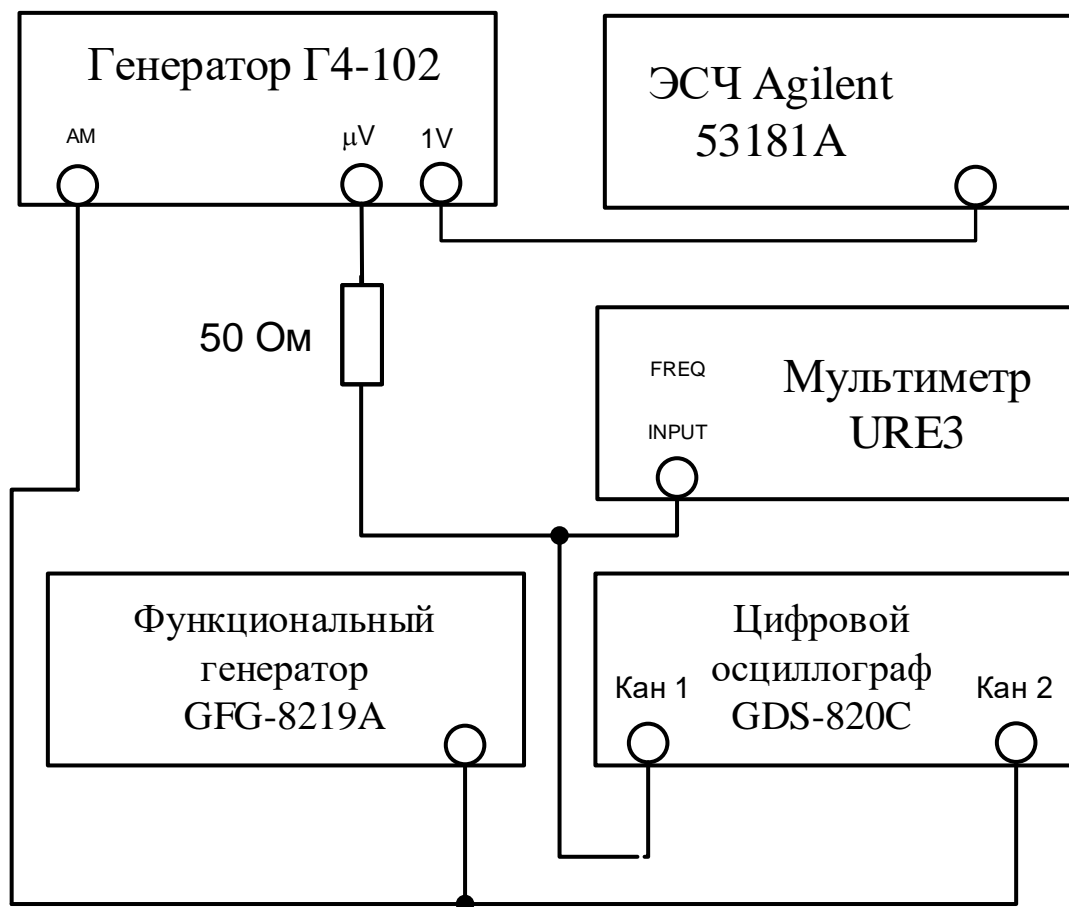 Генератор Г4-102
AM
μV
1V
ЭСЧ Agilent
53181A
50 Ом
FREQ
INPUT
Мультиметр
URE3
Функциональный
генератор
GFG-8219A
Цифровой
осциллограф
GDS-820C
Кан 1
Кан 2